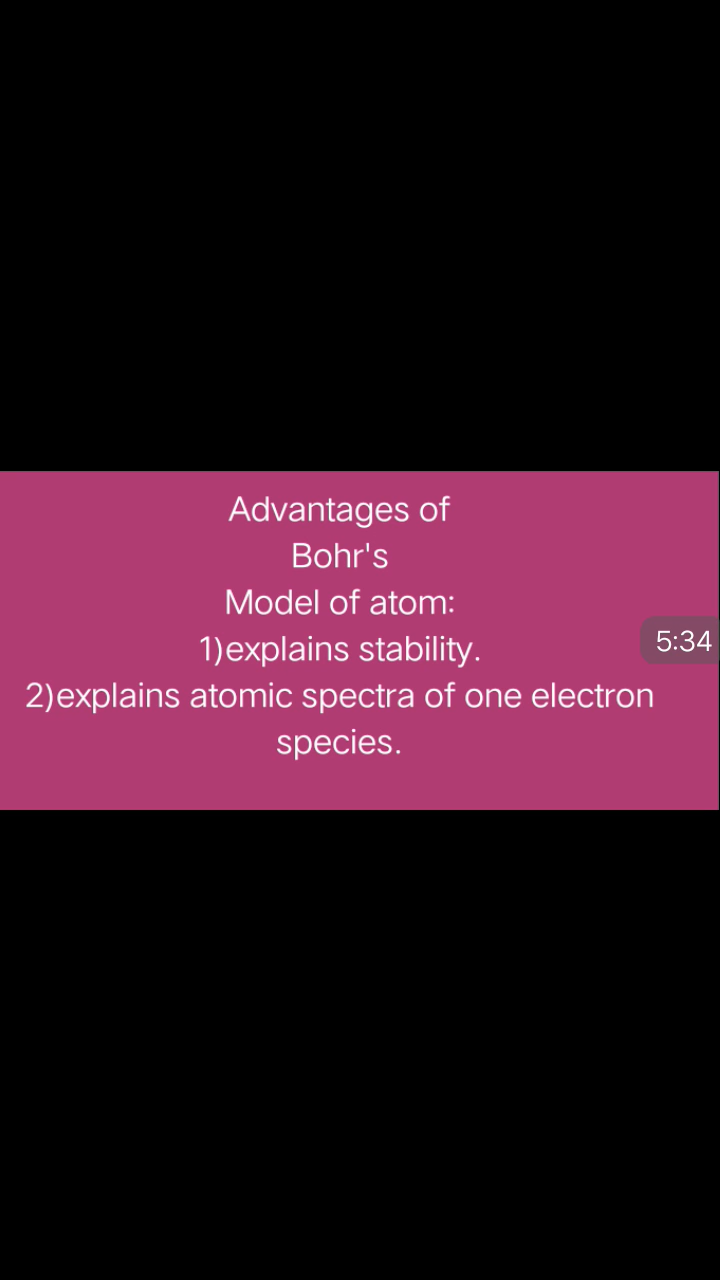 Advantages of
Bohr's
Model of atom:
1)explains stability.
5:34
2)explains atomic spectra of one electron
species.